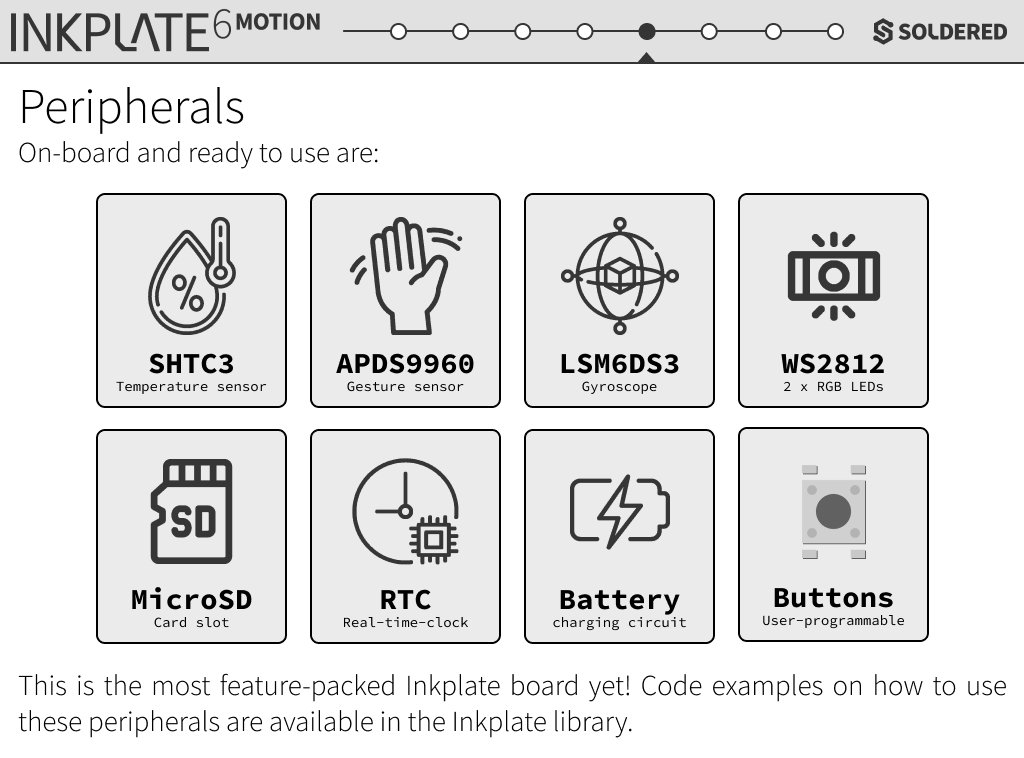 INKPLATE 6 MOTION
SOLDERED
Peripherals
On-board and ready to use are:
%
SHTC3
Temperature sensor
APDS9960
Gesture sensor
LSM6DS3
Gyroscope
WS2812
2 x RGB LEDs
SD
MicroSD
Card slot
RTC
Real-time-clock
Battery
charging circuit
Buttons
User-programmable
This is the most feature-packed Inkplate board yet! Code examples on how to use
these peripherals are available in the Inkplate library.